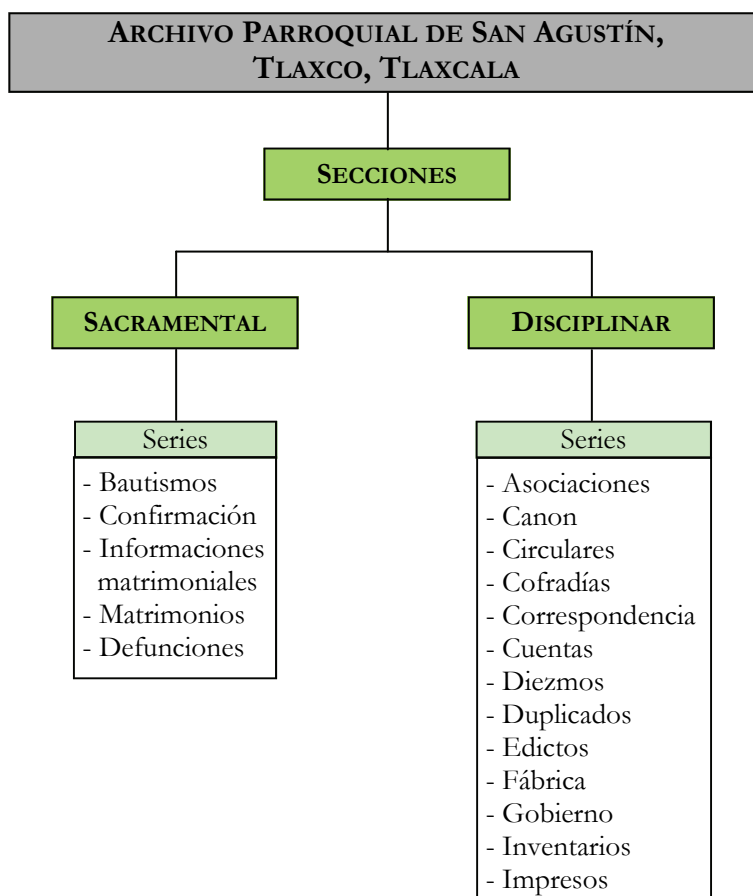 ARCHIVO PARROQUIAL DE SAN AGUSTÍN,
TLAXCO, TLAXCALA
SECCIONES
SACRAMENTAL
DISCIPLINAR
Series
- Bautismos
- Confirmación
- Informaciones
matrimoniales
- Matrimonios
- Defunciones
Series
- Asociaciones
- Canon
- Circulares
- Cofradías
- Correspondencia
- Cuentas
- Diezmos
- Duplicados
- Edictos
- Fábrica
- Gobierno
- Inventarios
- Impresos